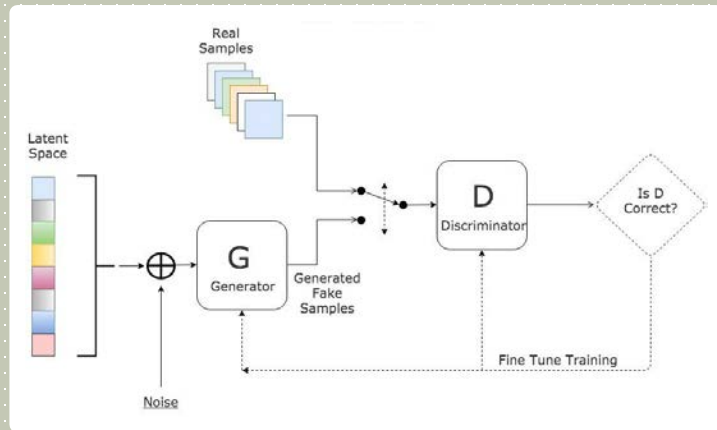 Real
Samples
Latent
Space
D
Discriminator
Is D
Correct?
G
Generator
Generated
Fake
Samples
Fine Tune Training
Noise